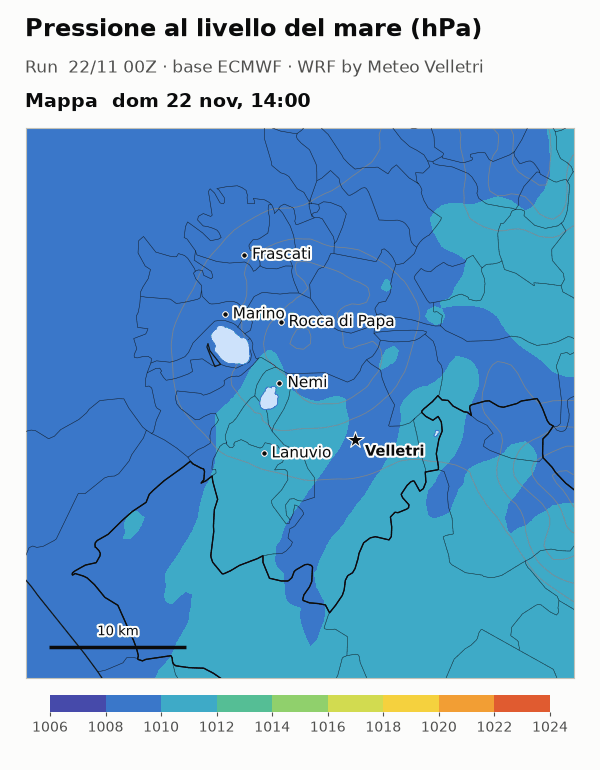 Pressione al livello del mare (hPa)
Run  22/11 00Z · base ECMWF · WRF by Meteo Velletri
Mappa  dom 22 nov, 14:00
Frascati
Marino
Rocca di Papa
Nemi
Velletri
Lanuvio
10 km
1006 1008 1010 1012 1014 1016 1018 1020 1022 1024